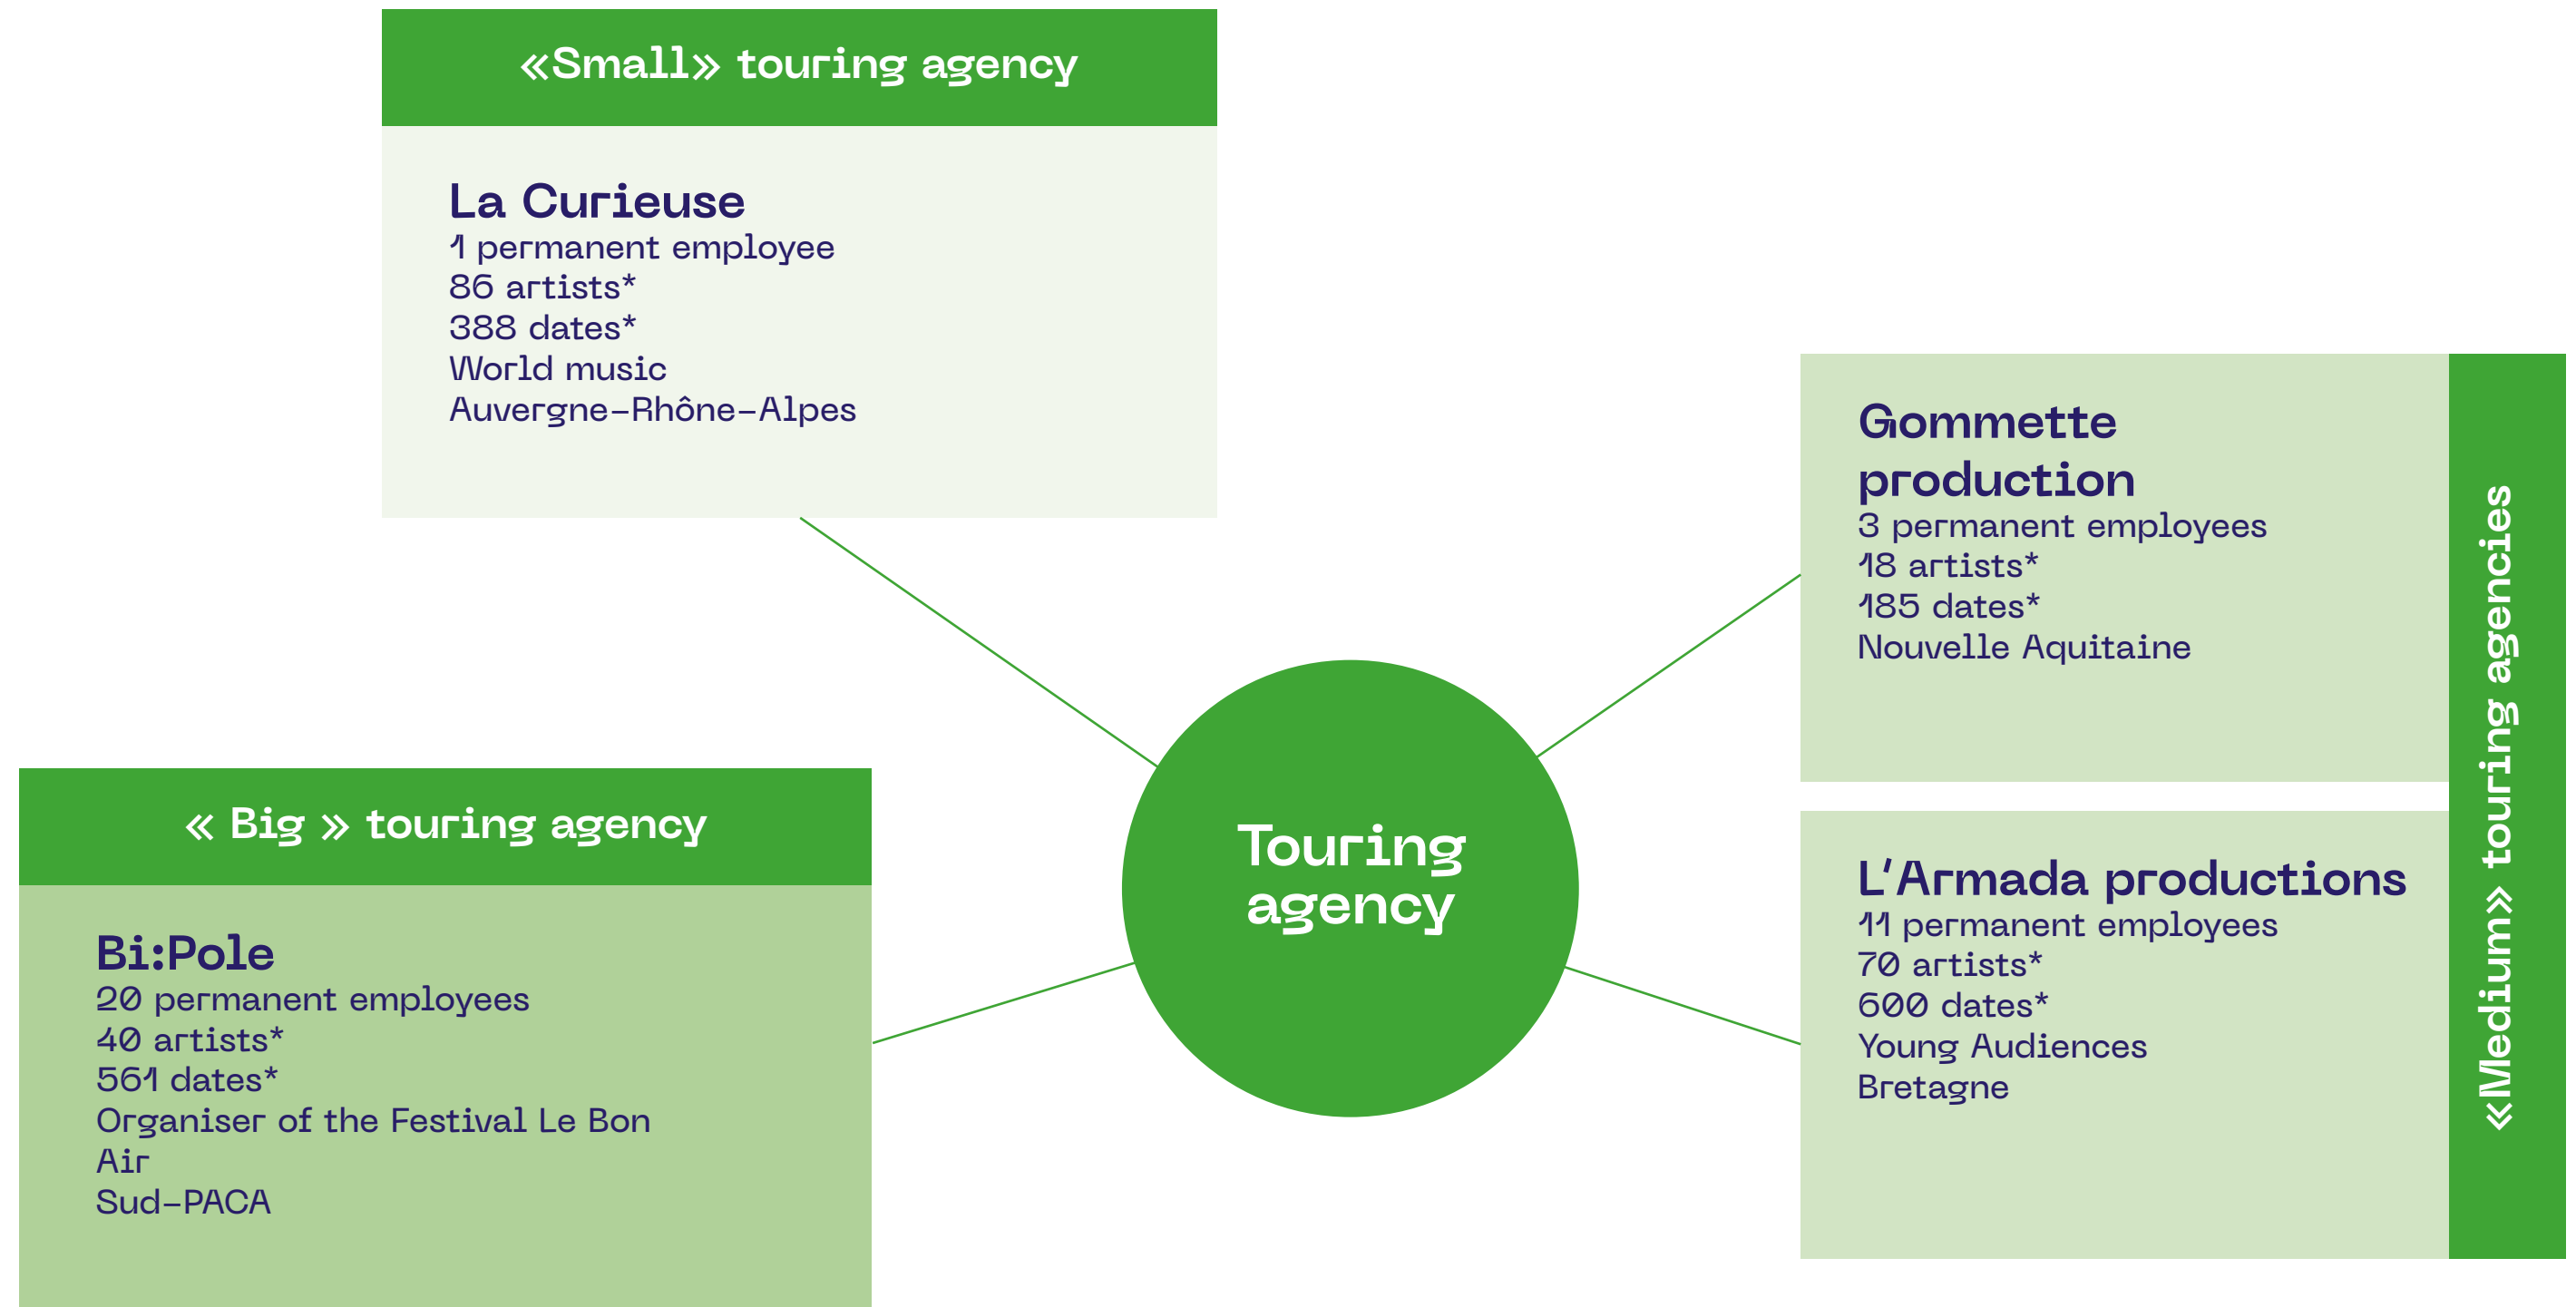 «Small» touring agency
La Curieuse
1 permanent employee
86 artists*
388 dates*
World music
Auvergne-Rhône-Alpes
Gommette
production
3 permanent employees
18 artists*
185 dates*
Nouvelle Aquitaine
«Medium» touring agencies
L'Armada productions
11 permanent employees
70 artists*
600 dates*
Young Audiences
Bretagne
Touring
agency
« Big » touring agency
Bi:Pole
20 permanent employees
40 artists*
561 dates*
Organiser of the Festival Le Bon
Air
Sud-PACA